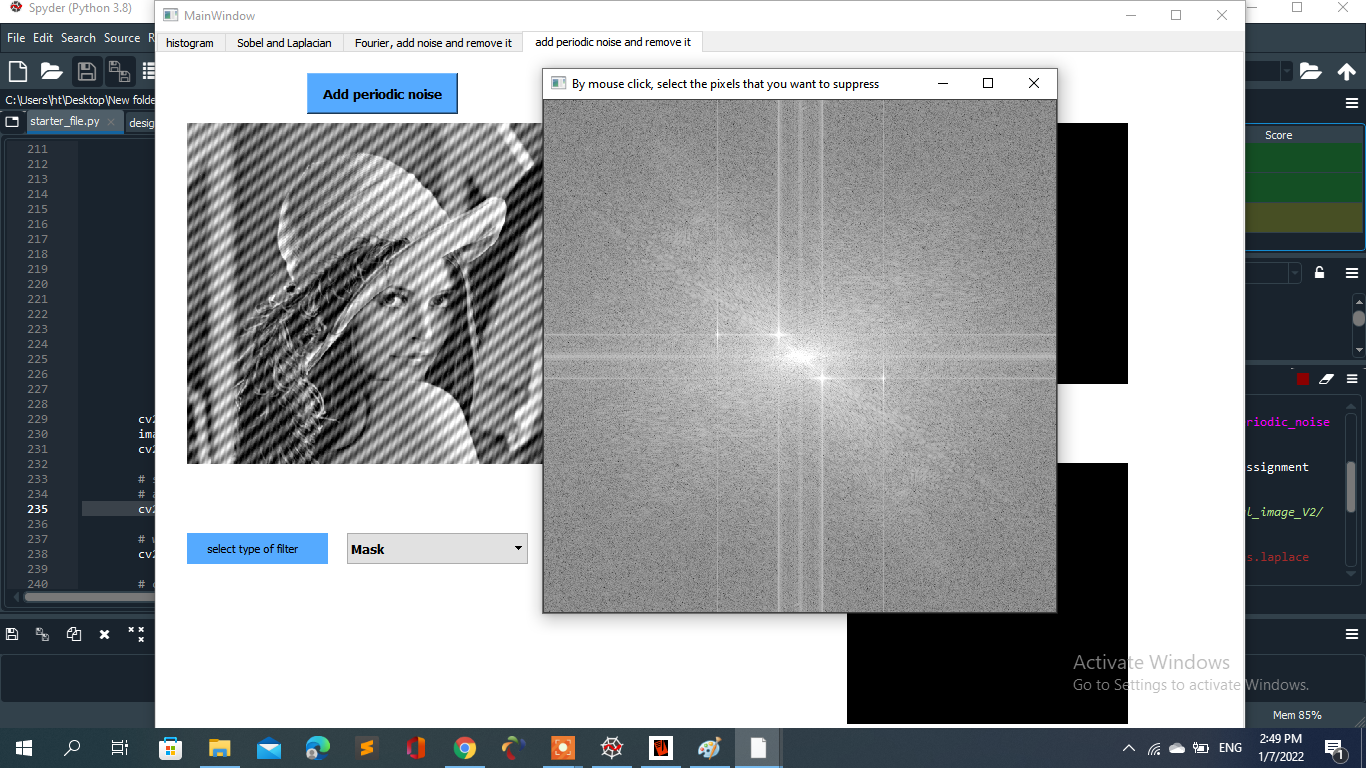 Spyder (Python 3.8)
MainWindow
File Edit Search Source R
histogram
Sobel and Laplacian
Fourier, add noise and remove it
add periodic noise and remove it
Add periodic noise
By mouse click, select the pixels that you want to suppress
C:\Users\ht\Desktop\New folde
starter_file.py
desig
Score
211
212
213
214
215
216
217
218
219
220
221
222
223
224
225
226
227
228
229 cv2
230 ima
231 cv2
232
233 # s
234 # a
235 cv2
236
237 # w
238 cv2
239
240 # c
riodic_noise
ssignment
l_image_V2/
s.laplace
select type of filter
Mask
Activate Windows
Go to Settings to activate Windows.
Mem 85%
ENG
2:49 PM
1/7/2022
1